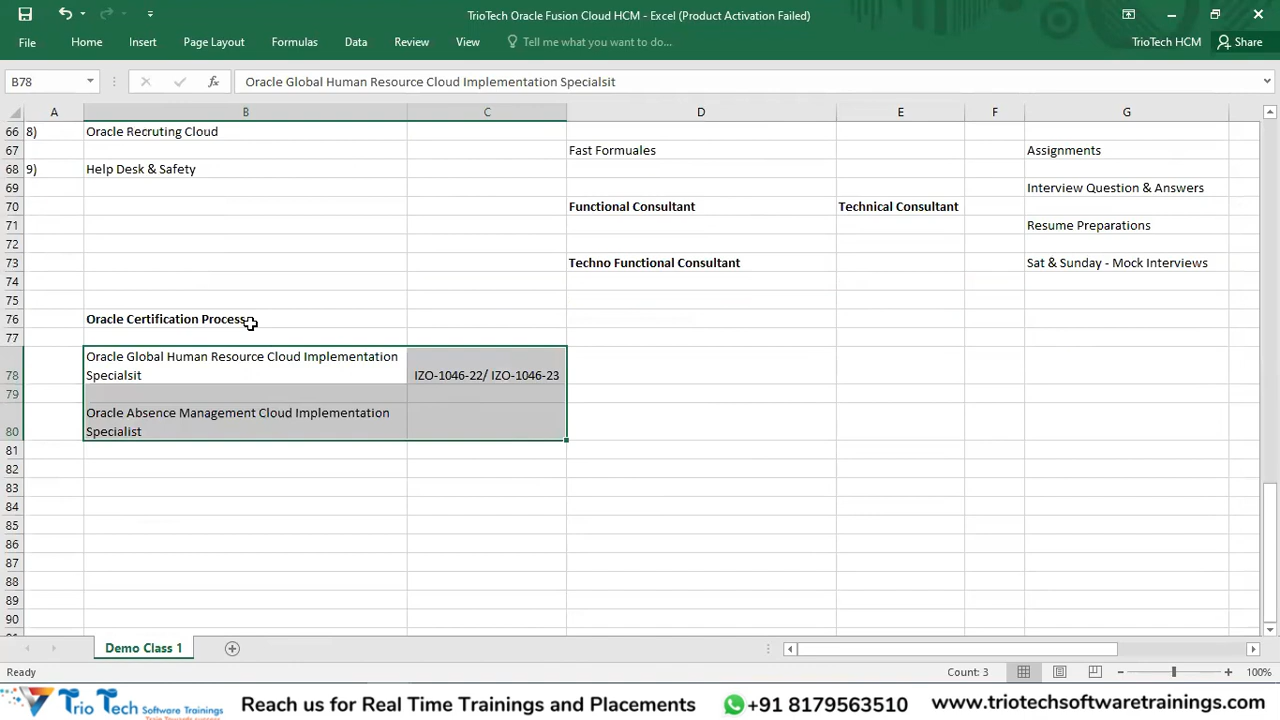 TrioTech Oracle Fusion Cloud HCM - Excel (Product Activation Failed)
File Home Insert Page Layout Formulas Data Review View Tell me what you want to do... TrioTech HCM Share
B78 fx Oracle Global Human Resource Cloud Implementation Specialsit
A B C D E F G
66 8) Oracle Recruting Cloud
67 Fast Formuales Assignments
68 9) Help Desk & Safety
69 Interview Question & Answers
70 Functional Consultant Technical Consultant
71 Resume Preparations
72
73 Techno Functional Consultant Sat & Sunday - Mock Interviews
74
75
76 Oracle Certification Process
77
Oracle Global Human Resource Cloud Implementation
78 Specialsit IZO-1046-22/ IZO-1046-23
79
Oracle Absence Management Cloud Implementation
80 Specialist
81
82
83
84
85
86
87
88
89
90
Demo Class 1
Ready Count: 3 100%
Trio Tech Software Trainings Reach us for Real Time Trainings and Placements +91 8179563510 www.triotechsoftwaretrainings.com